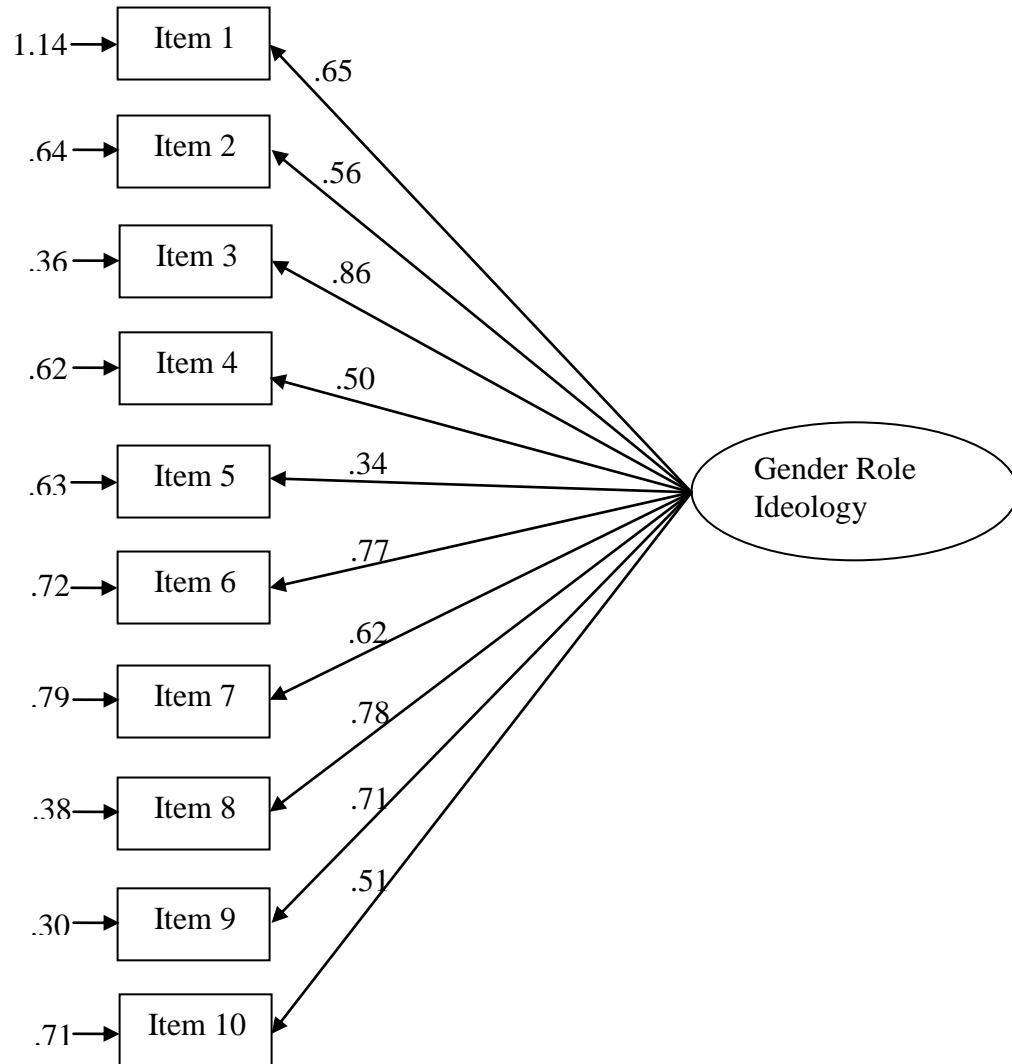 1.14 Item 1
.65
.64 Item 2
.56
.36 Item 3
.86
.62 Item 4
.50
.63 Item 5
.34
Gender Role
Ideology
.72 Item 6
.77
.79 Item 7
.62
.38 Item 8
.78
.30 Item 9
.71
.71 Item 10
.51